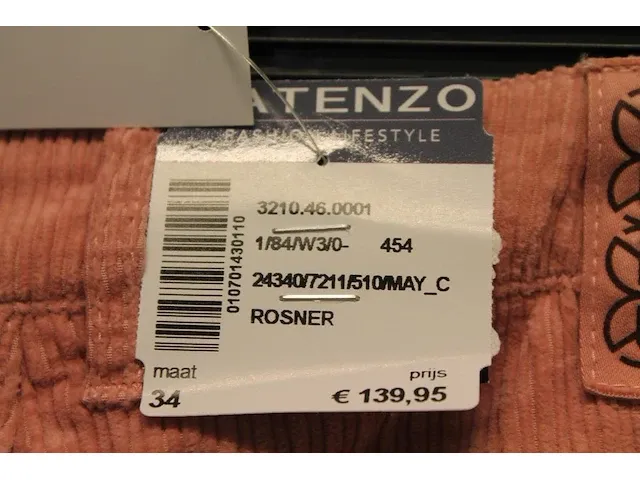 ATENZO
FASHION LIFESTYLE
3210.46.0001
1/84/W3/0- 454
24340/7211/510/MAY_C
ROSNER
010701430110
maat prijs
34 € 139,95